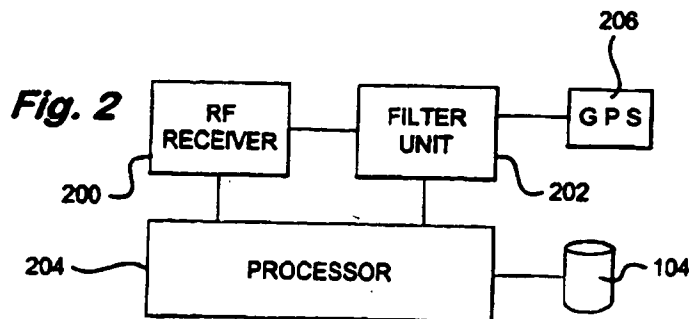 206
Fig. 2
RF
RECEIVER
FILTER
UNIT
GPS
200
202
204
PROCESSOR
104